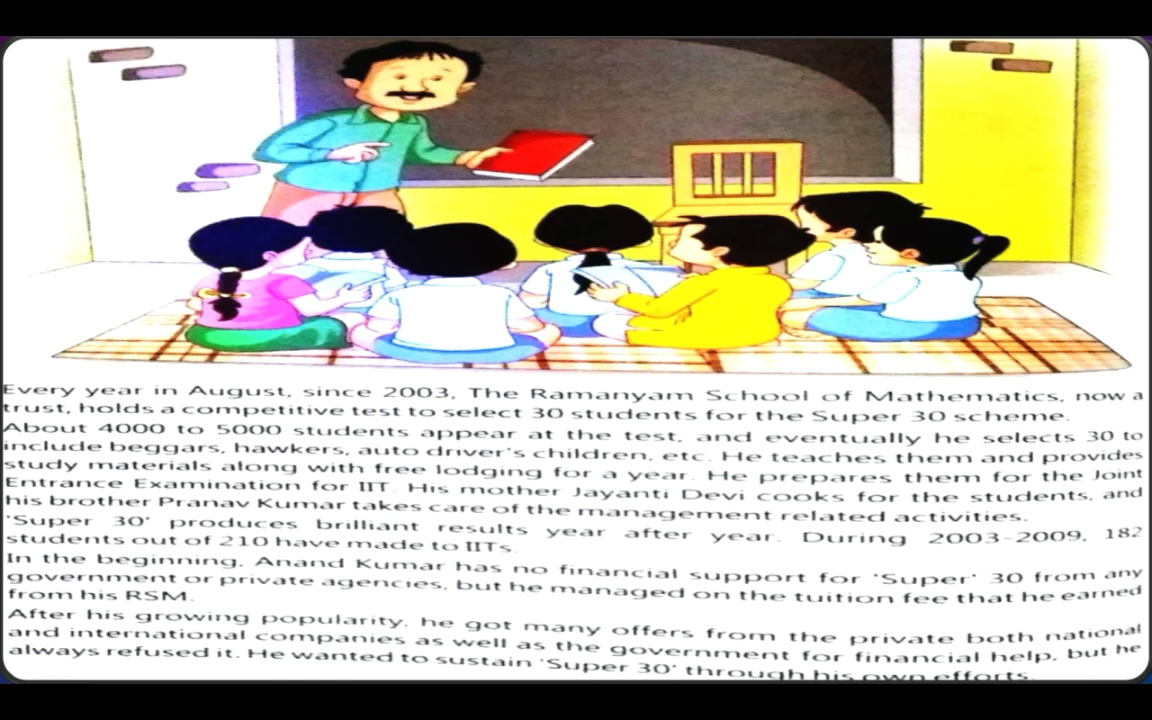 Every year in August, since 2003, The Ramanyam School of Mathematics, now a
trust, holds a competitive test to select 30 students for the Super 30 scheme.
About 4000 to 5000 students appear at the test, and eventually he selects 30 to
include beggars, hawkers, auto driver's children, etc. He teaches them and provides
study materials along with free lodging for a year. He prepares them for the Joint
Entrance Examination for IIT. His mother Jayanti Devi cooks for the students, and
his brother Pranav Kumar takes care of the management related activities.
'Super 30' produces brilliant results year after year. During 2003-2009, 182
students out of 210 have made to IITs.
In the beginning, Anand Kumar has no financial support for 'Super' 30 from any
government or private agencies, but he managed on the tuition fee that he earned
from his RSM.
After his growing popularity, he got many offers from the private both national
and international companies as well as the government for financial help, but he
always refused it. He wanted to sustain 'Super 30' through his own efforts.